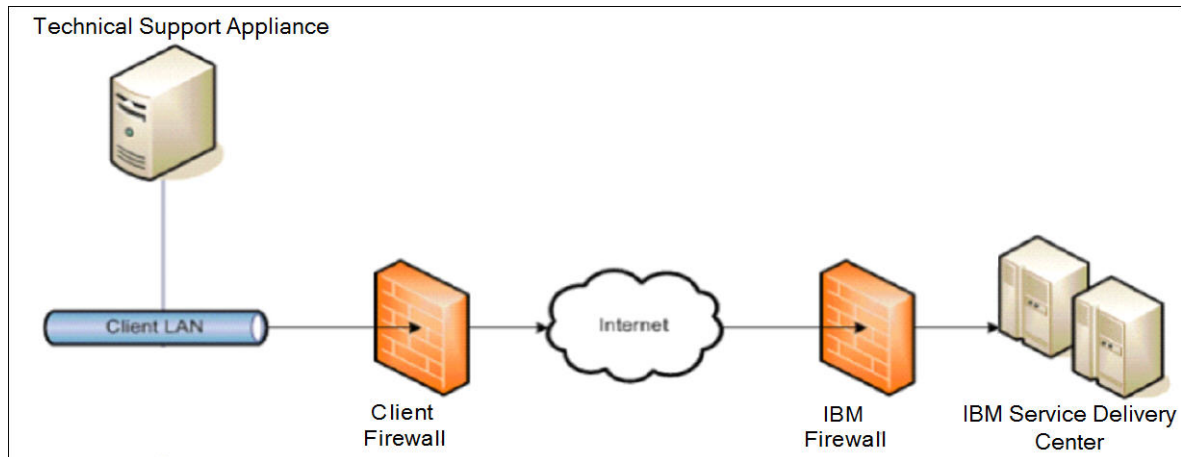 Technical Support Appliance
Client LAN
Internet
Client
Firewall
IBM
Firewall
IBM Service Delivery
Center